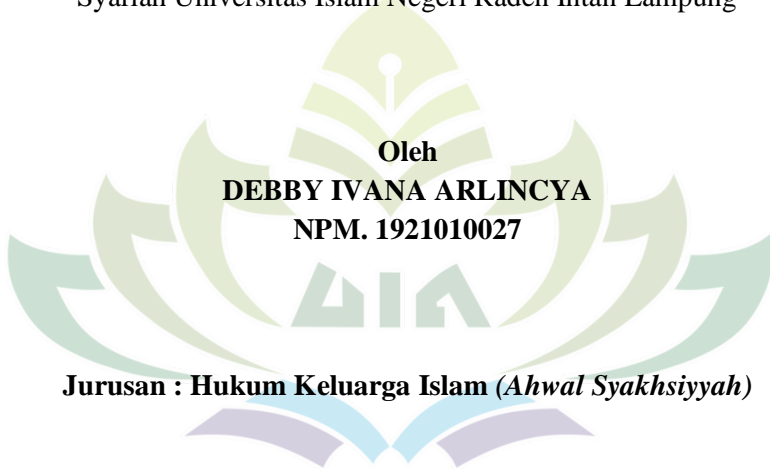 Syariah Universitas Islam Negeri Raden Intan Lampung
Oleh
DEBBY IVANA ARLINCYA
NPM. 1921010027
UIN
Jurusan : Hukum Keluarga Islam (Ahwal Syakhsiyyah)